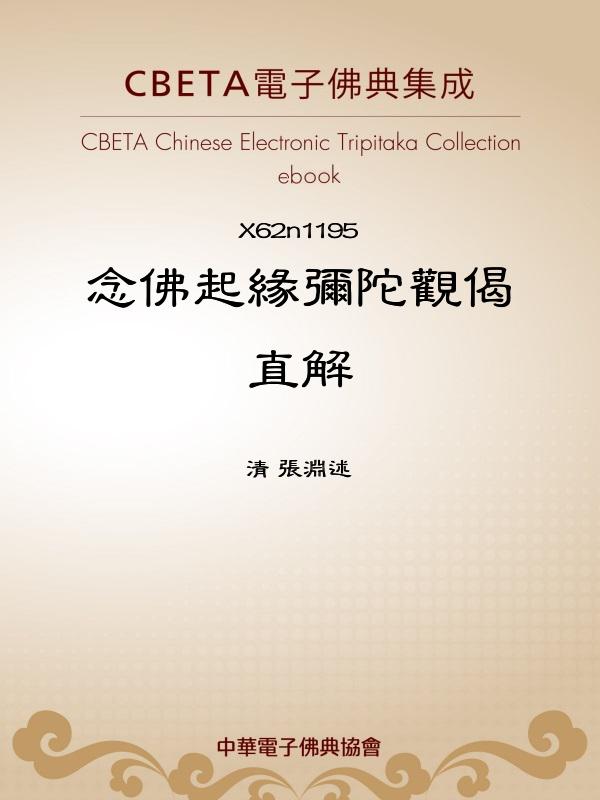 CBETA電子佛典集成
CBETA Chinese Electronic Tripitaka Collection
ebook
X62n1195
念佛起緣彌陀觀偈
直解
清 張淵述
中華電子佛典協會